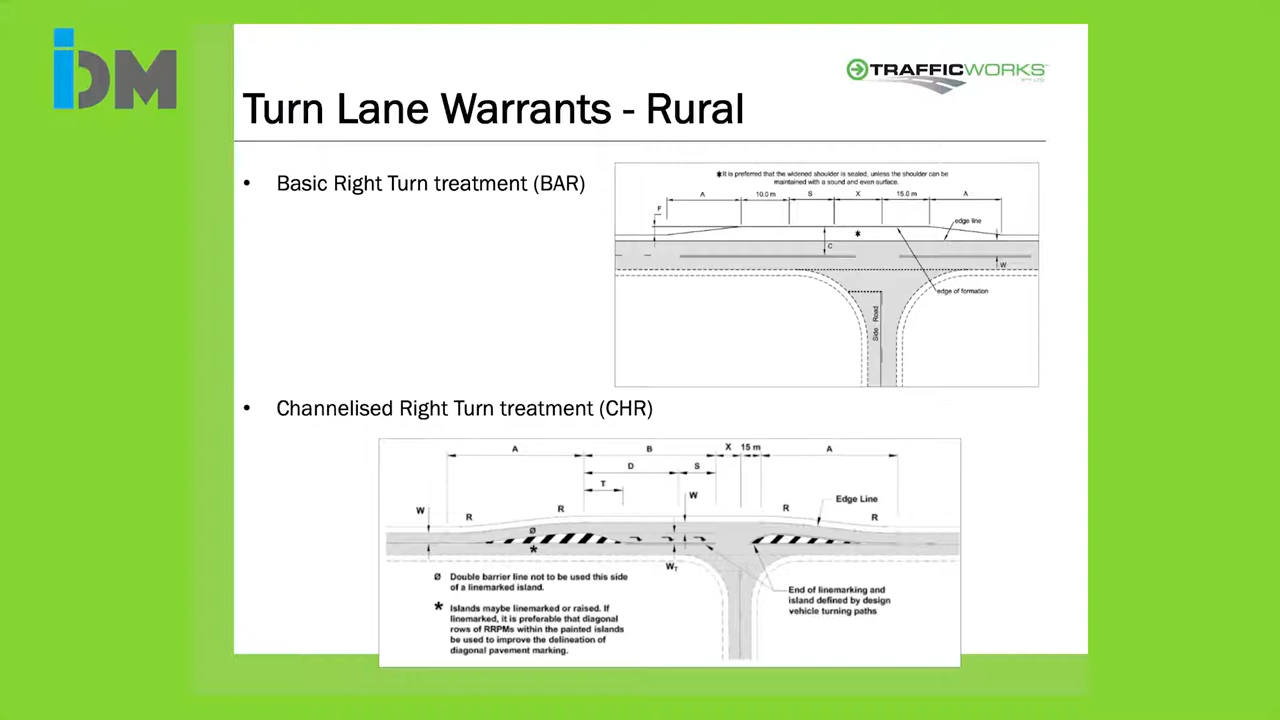 iDM
TRAFFICWORKS
PTY LTD
Turn Lane Warrants - Rural
• Basic Right Turn treatment (BAR)
✱It is preferred that the widened shoulder is sealed, unless the shoulder can be
maintained with a sound and even surface.
A 10.0 m S X 15.0 m A
F
edge line
✱
C
W
edge of formation
Side Road
• Channelised Right Turn treatment (CHR)
A B X 15 m A
D S
T
W R R W R Edge Line R
ø
*
WT
ø Double barrier line not to be used this side
of a linemarked island.
* Islands maybe linemarked or raised. If
linemarked, it is preferable that diagonal
rows of RRPMs within the painted islands
be used to improve the delineation of
diagonal pavement marking.
End of linemarking and
island defined by design
vehicle turning paths